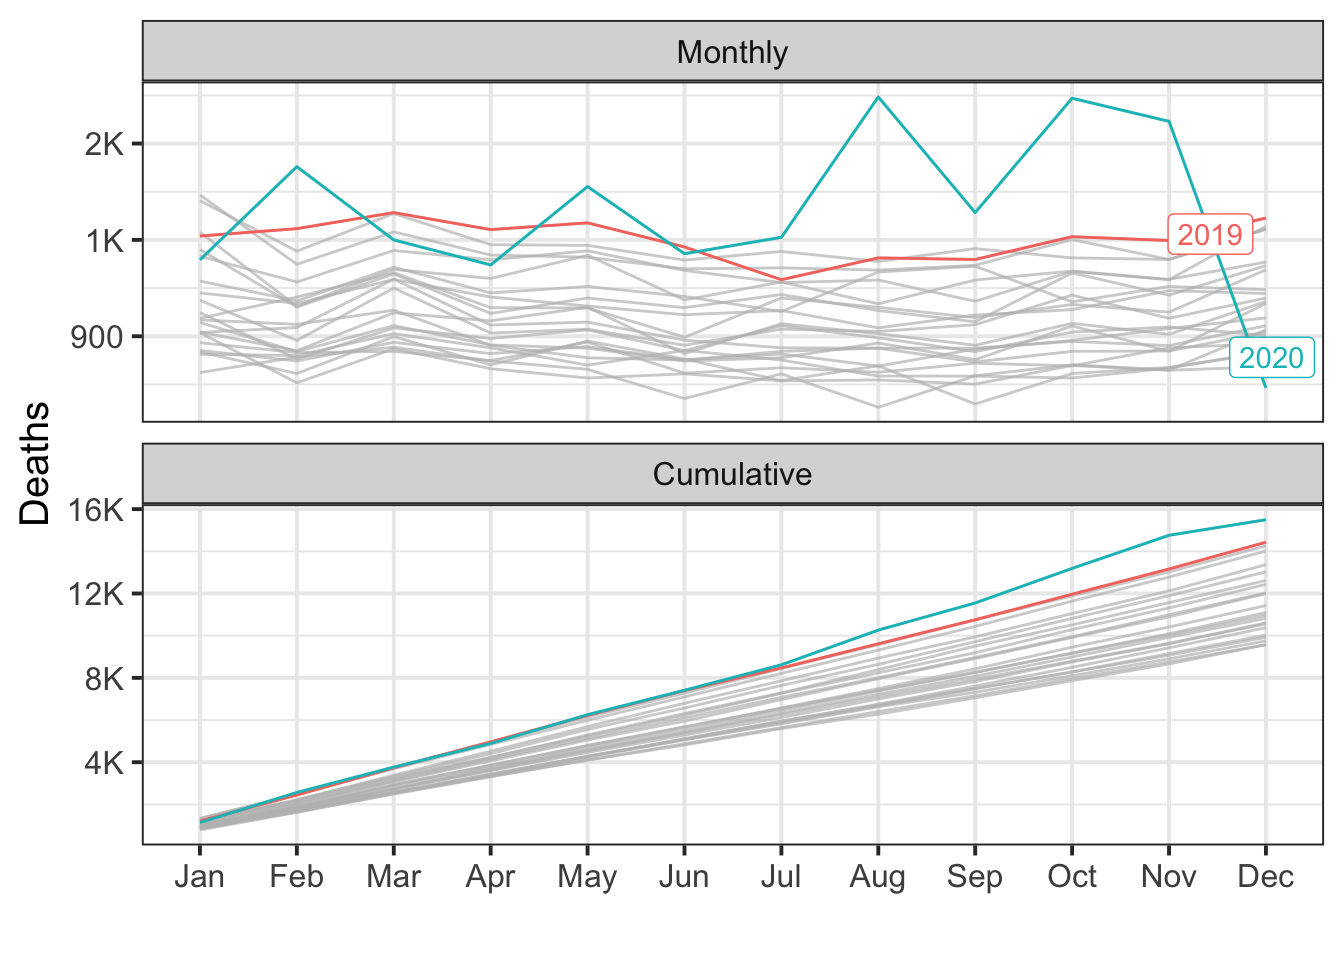 Monthly
2K
1K
900
2019
2020
Deaths
Cumulative
16K
12K
8K
4K
Jan Feb Mar Apr May Jun Jul Aug Sep Oct Nov Dec